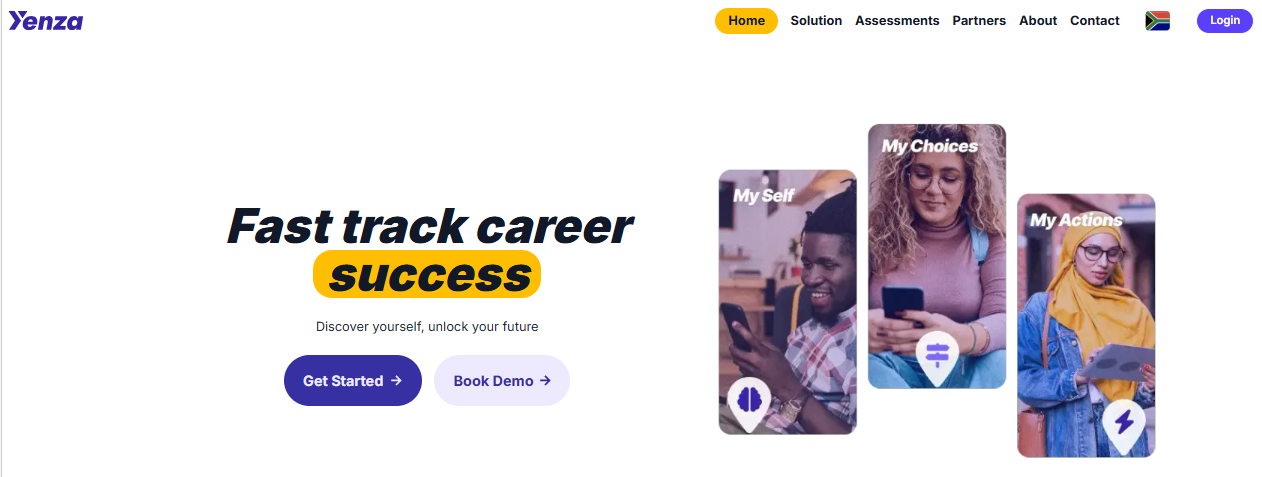 Yenza
Home Solution Assessments Partners About Contact Login
Fast track career
success
Discover yourself, unlock your future
Get Started → Book Demo →
My Self
My Choices
My Actions